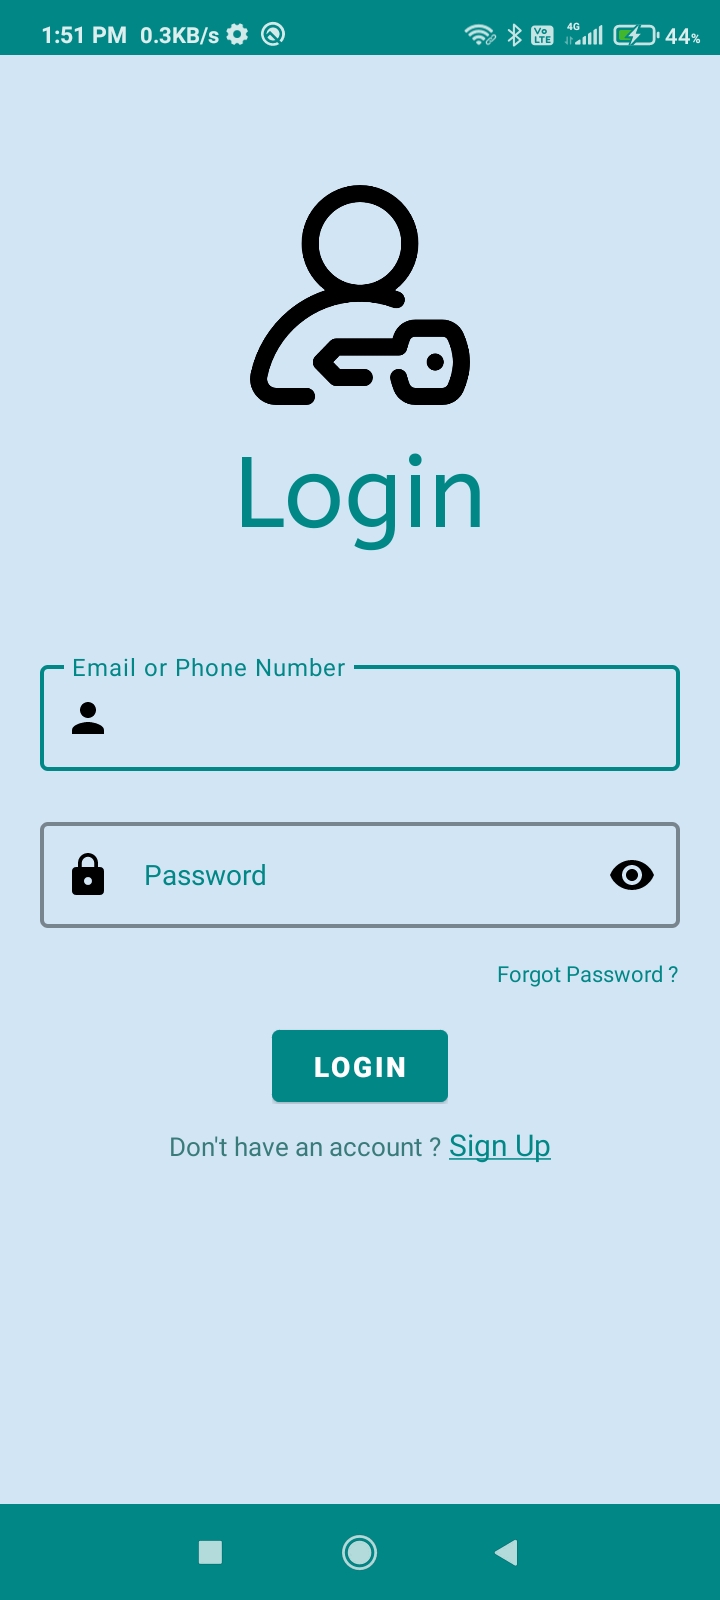 1:51 PM 0.3KB/s Vo LTE 4G 44%
Login
Email or Phone Number
Password
Forgot Password ?
LOGIN
Don't have an account ? Sign Up